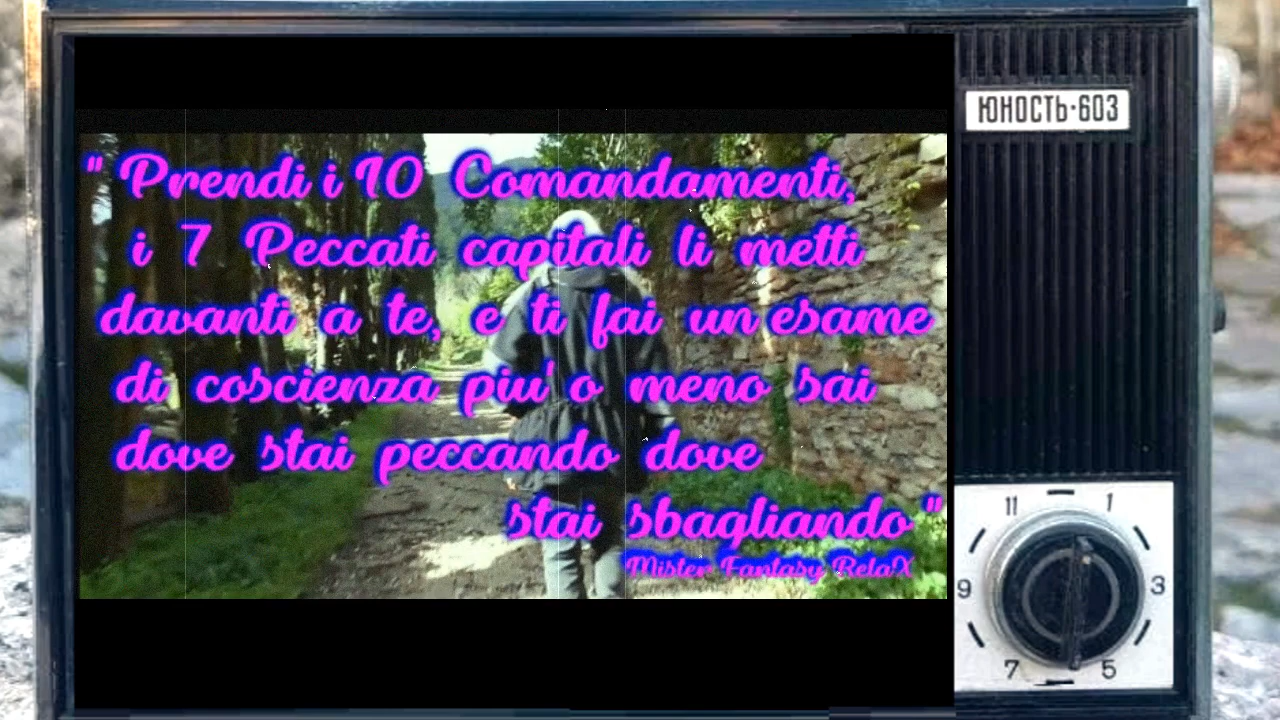 " Prendi i 10 Comandamenti,
i 7 Peccati capitali li metti
davanti a te, e ti fai un esame
di coscienza piu' o meno sai
dove stai peccando dove
stai sbagliando "
Mister Fantasy RelaX
ЮНОСТЬ·603
11 1
9 3
7 5